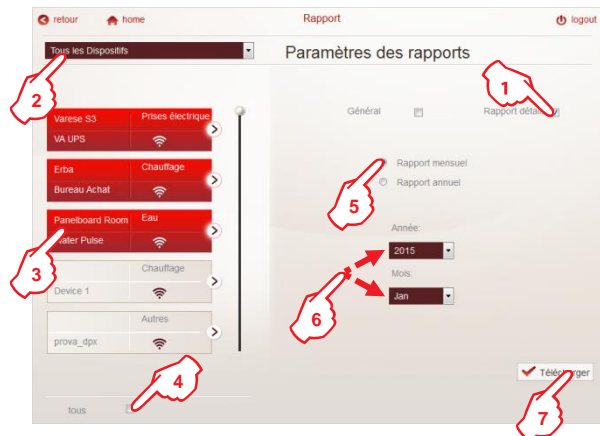 retour home Rapport logout
Tous les Dispositifs
Paramètres des rapports
1
2
Varese S3 Prises électrique
VA UPS
Général Rapport détaillé
Erba Chauffage
Bureau Achat
Rapport mensuel
Rapport annuel
5
Panelboard Room Eau
Water Pulse
3
Année:
2015
Mois:
Jan
6
Chauffage
Device 1
Autres
prova_dpx
4
Télécharger
7
tous